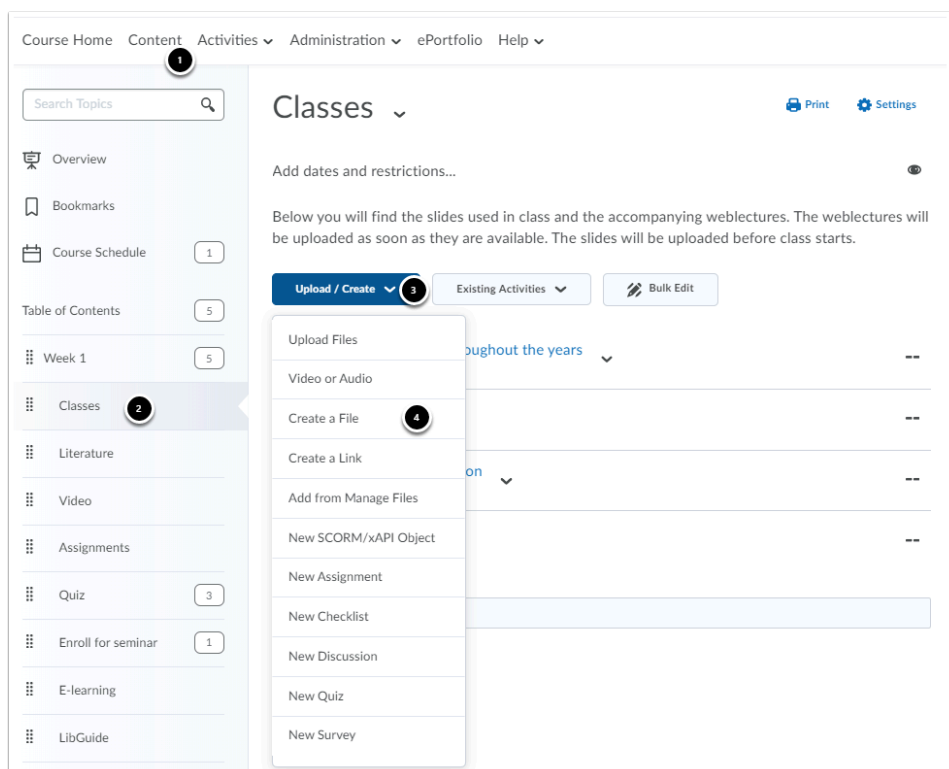 Course Home Content Activities Administration ePortfolio Help
1
Search Topics
Overview
Bookmarks
Course Schedule 1
Table of Contents 5
Week 1 5
Classes 2
Literature
Video
Assignments
Quiz 3
Enroll for seminar 1
E-learning
LibGuide
Classes
Print Settings
Add dates and restrictions...
Below you will find the slides used in class and the accompanying weblectures. The weblectures will
be uploaded as soon as they are available. The slides will be uploaded before class starts.
Upload / Create 3 Existing Activities Bulk Edit
Upload Files
Video or Audio
Create a File 4
Create a Link
Add from Manage Files
New SCORM/xAPI Object
New Assignment
New Checklist
New Discussion
New Quiz
New Survey
oughout the years --
--
on --
--